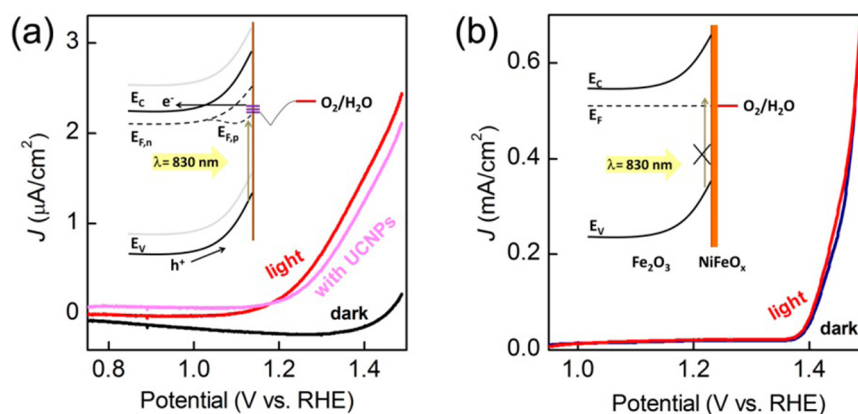 (a)
J (μA/cm²)
3
2
1
0
0.8
1.0
1.2
1.4
Potential (V vs. RHE)
E_C
e⁻
E_F,n
E_F,p
O₂/H₂O
λ= 830 nm
E_V
h⁺
light
with UCNPs
dark
(b)
J (mA/cm²)
0.6
0.4
0.2
0.0
1.0
1.2
1.4
Potential (V vs. RHE)
E_C
E_F
O₂/H₂O
λ= 830 nm
E_V
Fe₂O₃ NiFeOₓ
light
dark